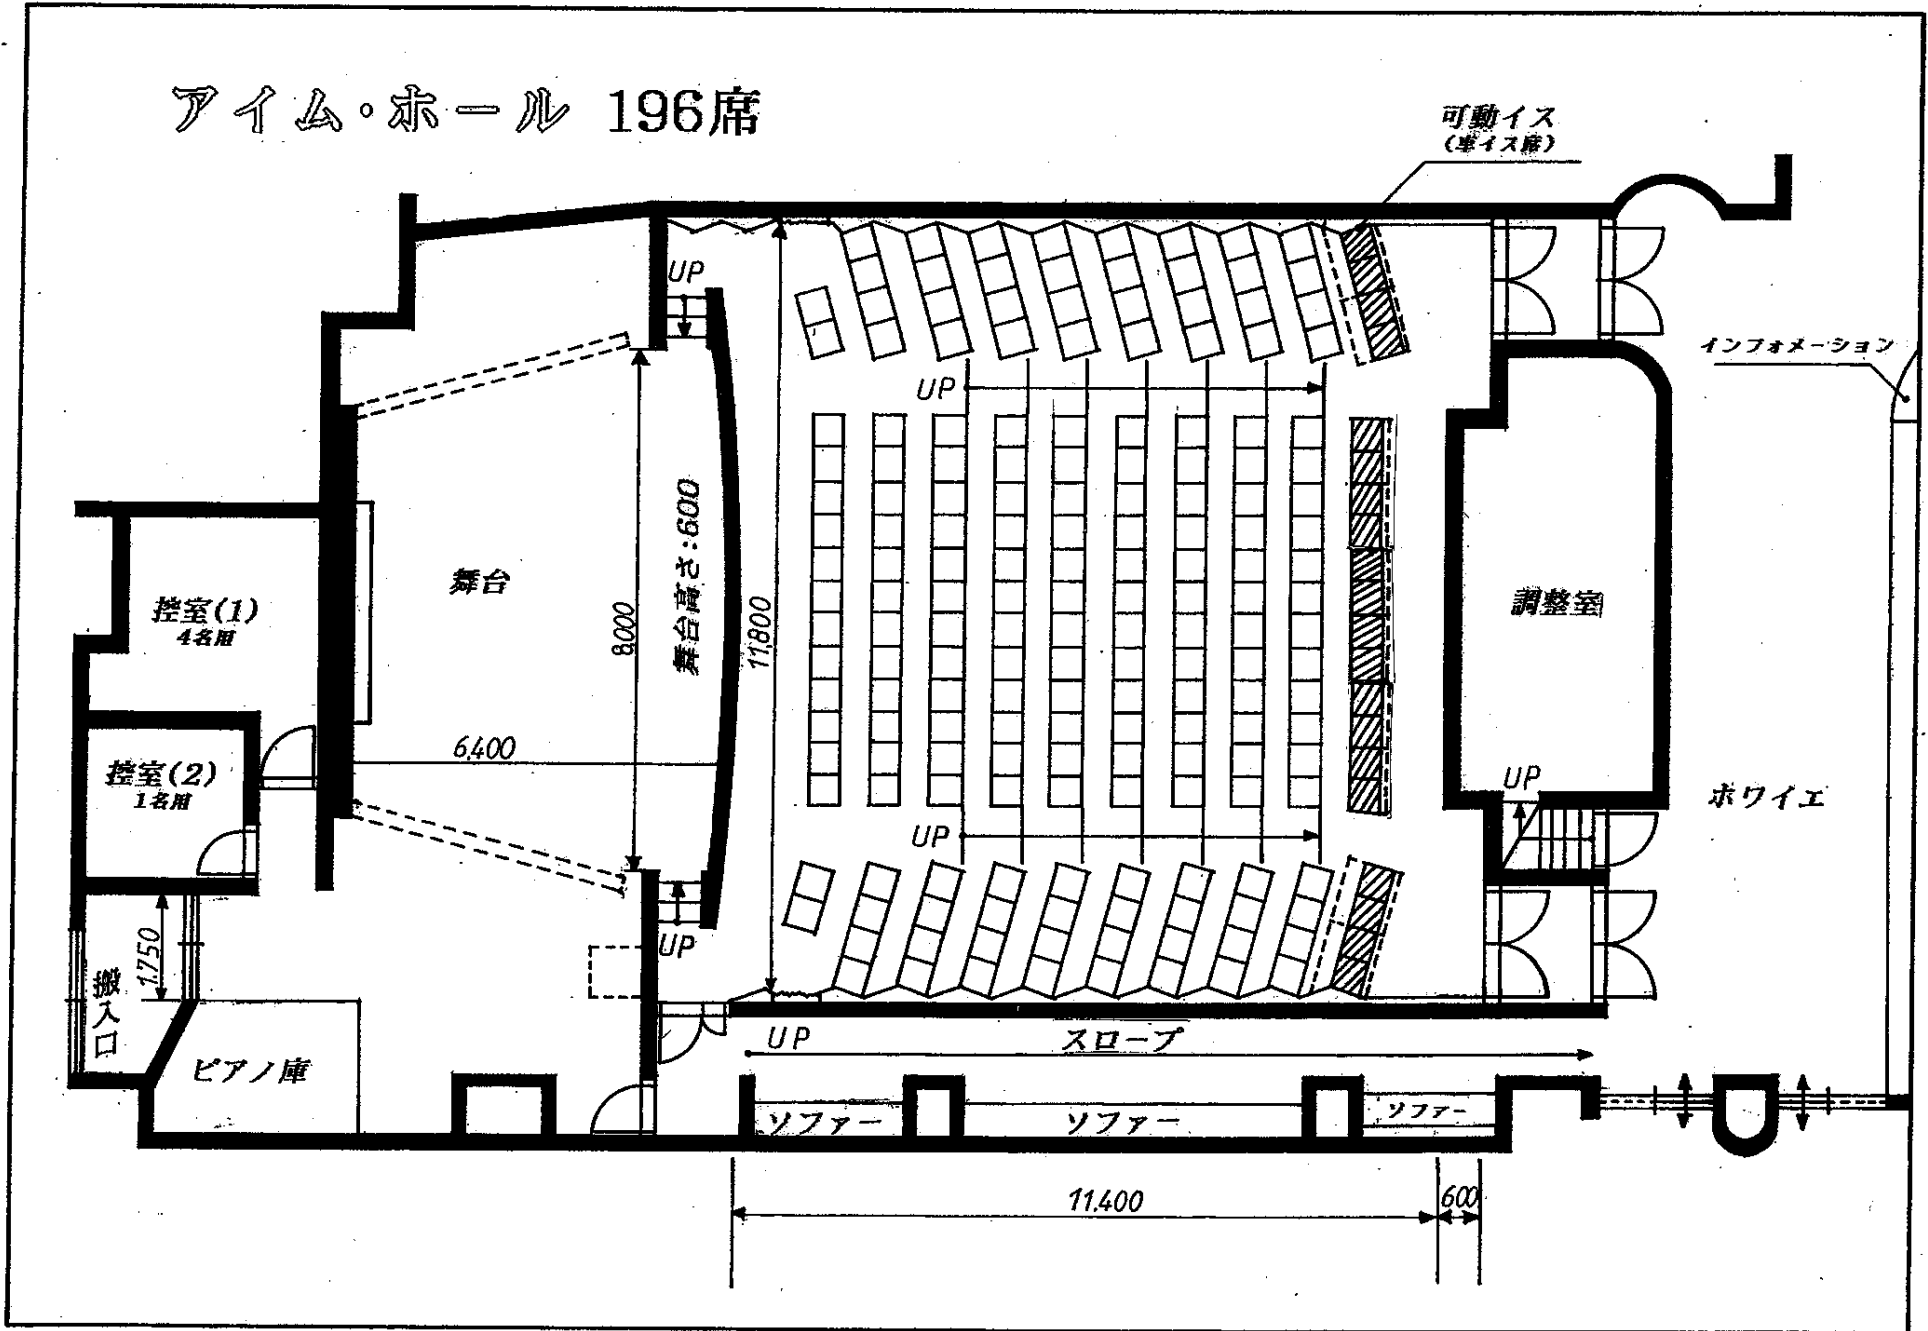 アイム・ホール 196席
可動イス
(車イス席)
UP
インフォメーション
UP
舞台
舞台高さ:600
8,000
11,800
調整室
控室(1)
4名用
6,400
控室(2)
1名用
UP
ホワイエ
UP
1,750
UP
搬入口
ピアノ庫
UP
スロープ
ソファー
ソファー
ソファー
11,400
600